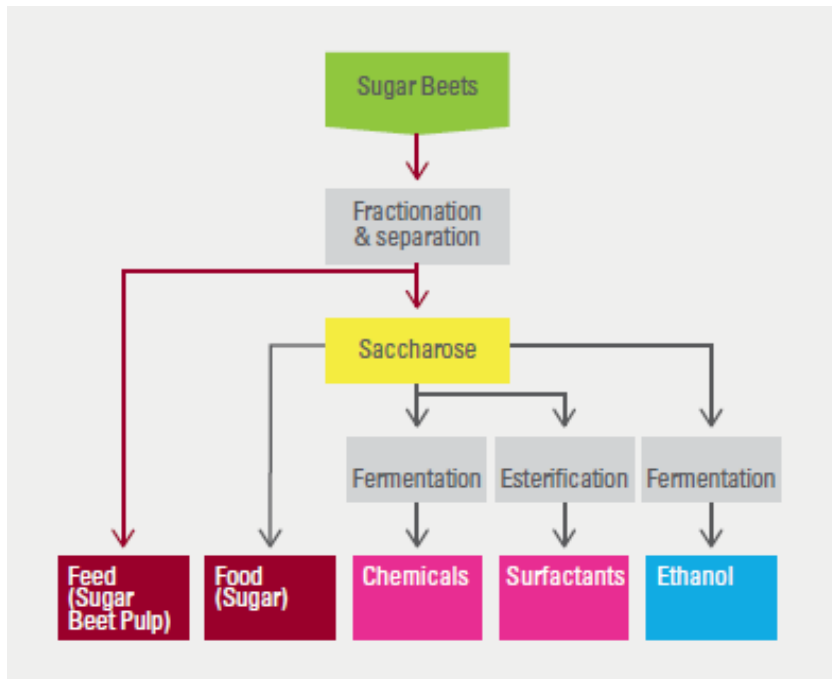 Sugar Beets
Fractionation
& separation
Saccharose
Fermentation
Esterification
Fermentation
Feed
(Sugar
Beet Pulp)
Food
(Sugar)
Chemicals
Surfactants
Ethanol